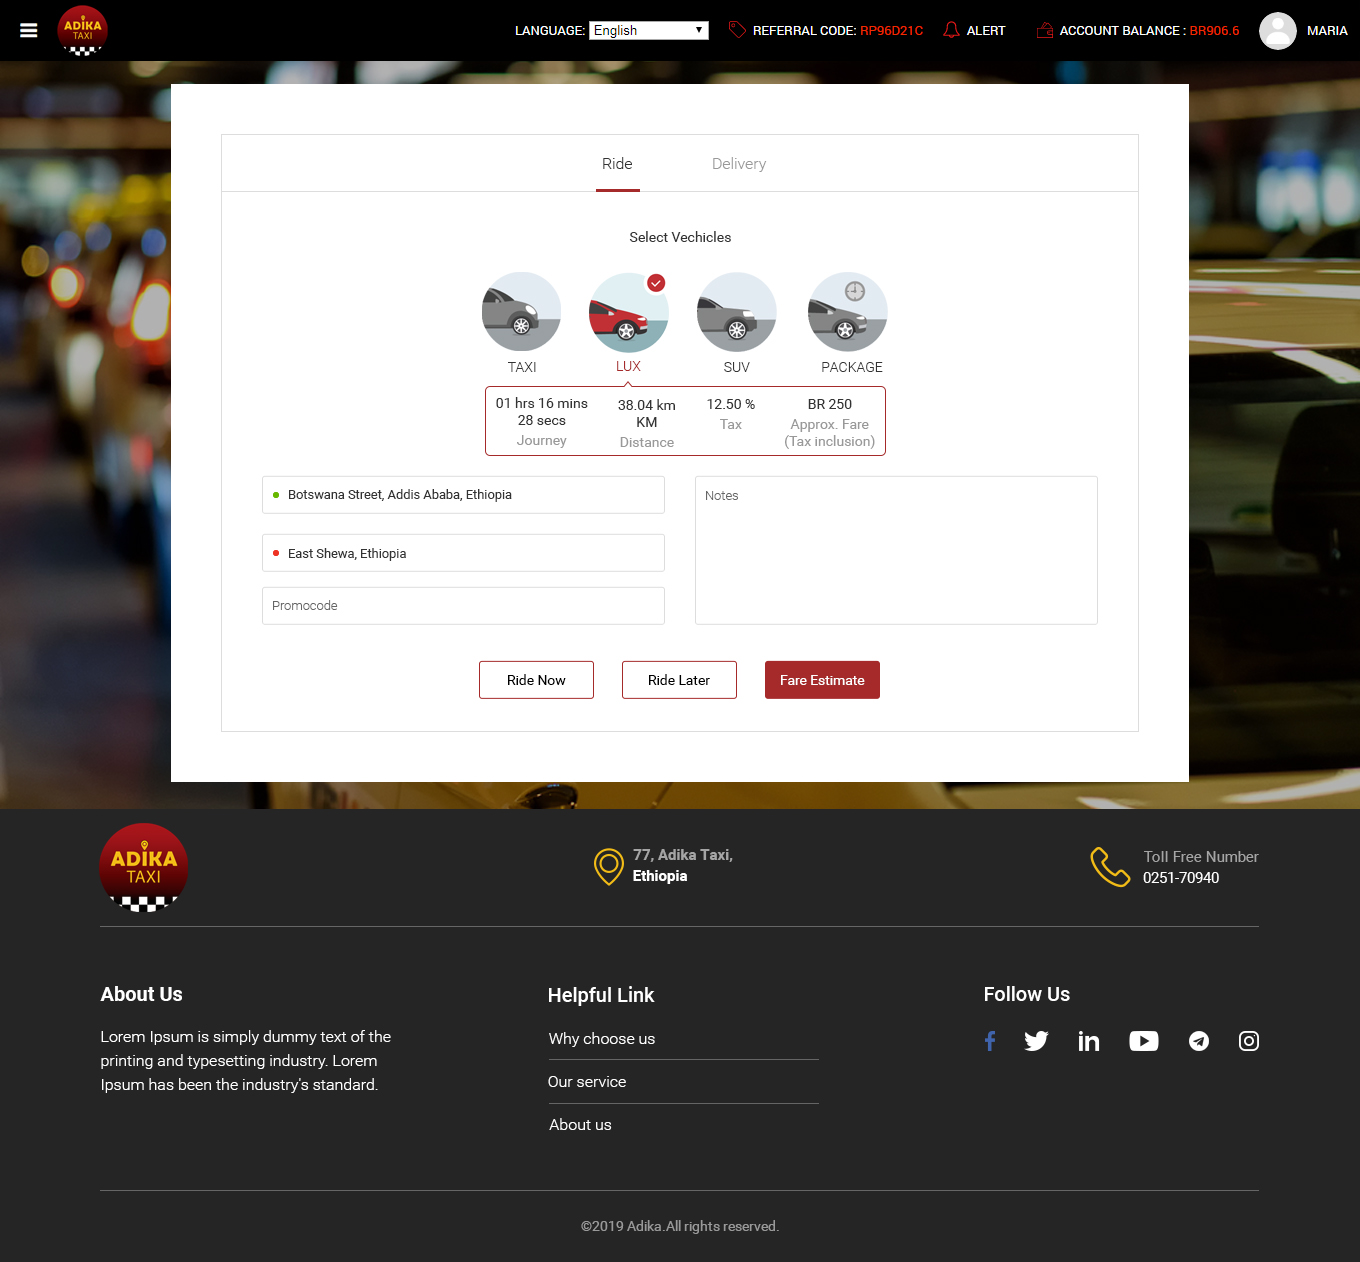 ADIKA
TAXI
LANGUAGE: English
REFERRAL CODE: RP96D21C
ALERT
ACCOUNT BALANCE : BR906.6
MARIA
Ride
Delivery
Select Vechicles
TAXI
LUX
SUV
PACKAGE
01 hrs 16 mins
28 secs
Journey
38.04 km
KM
Distance
12.50 %
Tax
BR 250
Approx. Fare
(Tax inclusion)
Botswana Street, Addis Ababa, Ethiopia
East Shewa, Ethiopia
Promocode
Notes
Ride Now
Ride Later
Fare Estimate
ADIKA
TAXI
77, Adika Taxi,
Ethiopia
Toll Free Number
0251-70940
About Us
Lorem Ipsum is simply dummy text of the
printing and typesetting industry. Lorem
Ipsum has been the industry's standard.
Helpful Link
Why choose us
Our service
About us
Follow Us
©2019 Adika.All rights reserved.